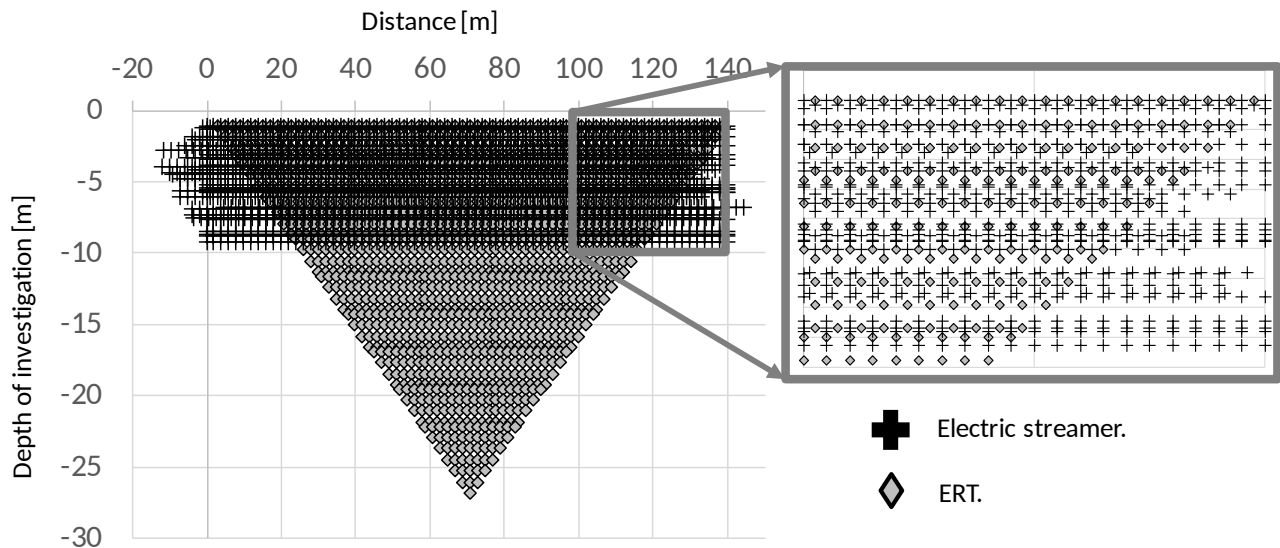 Distance [m]
-20 0 20 40 60 80 100 120 140
0
-5
-10
-15
-20
-25
-30
Depth of investigation [m]
Electric streamer.
ERT.